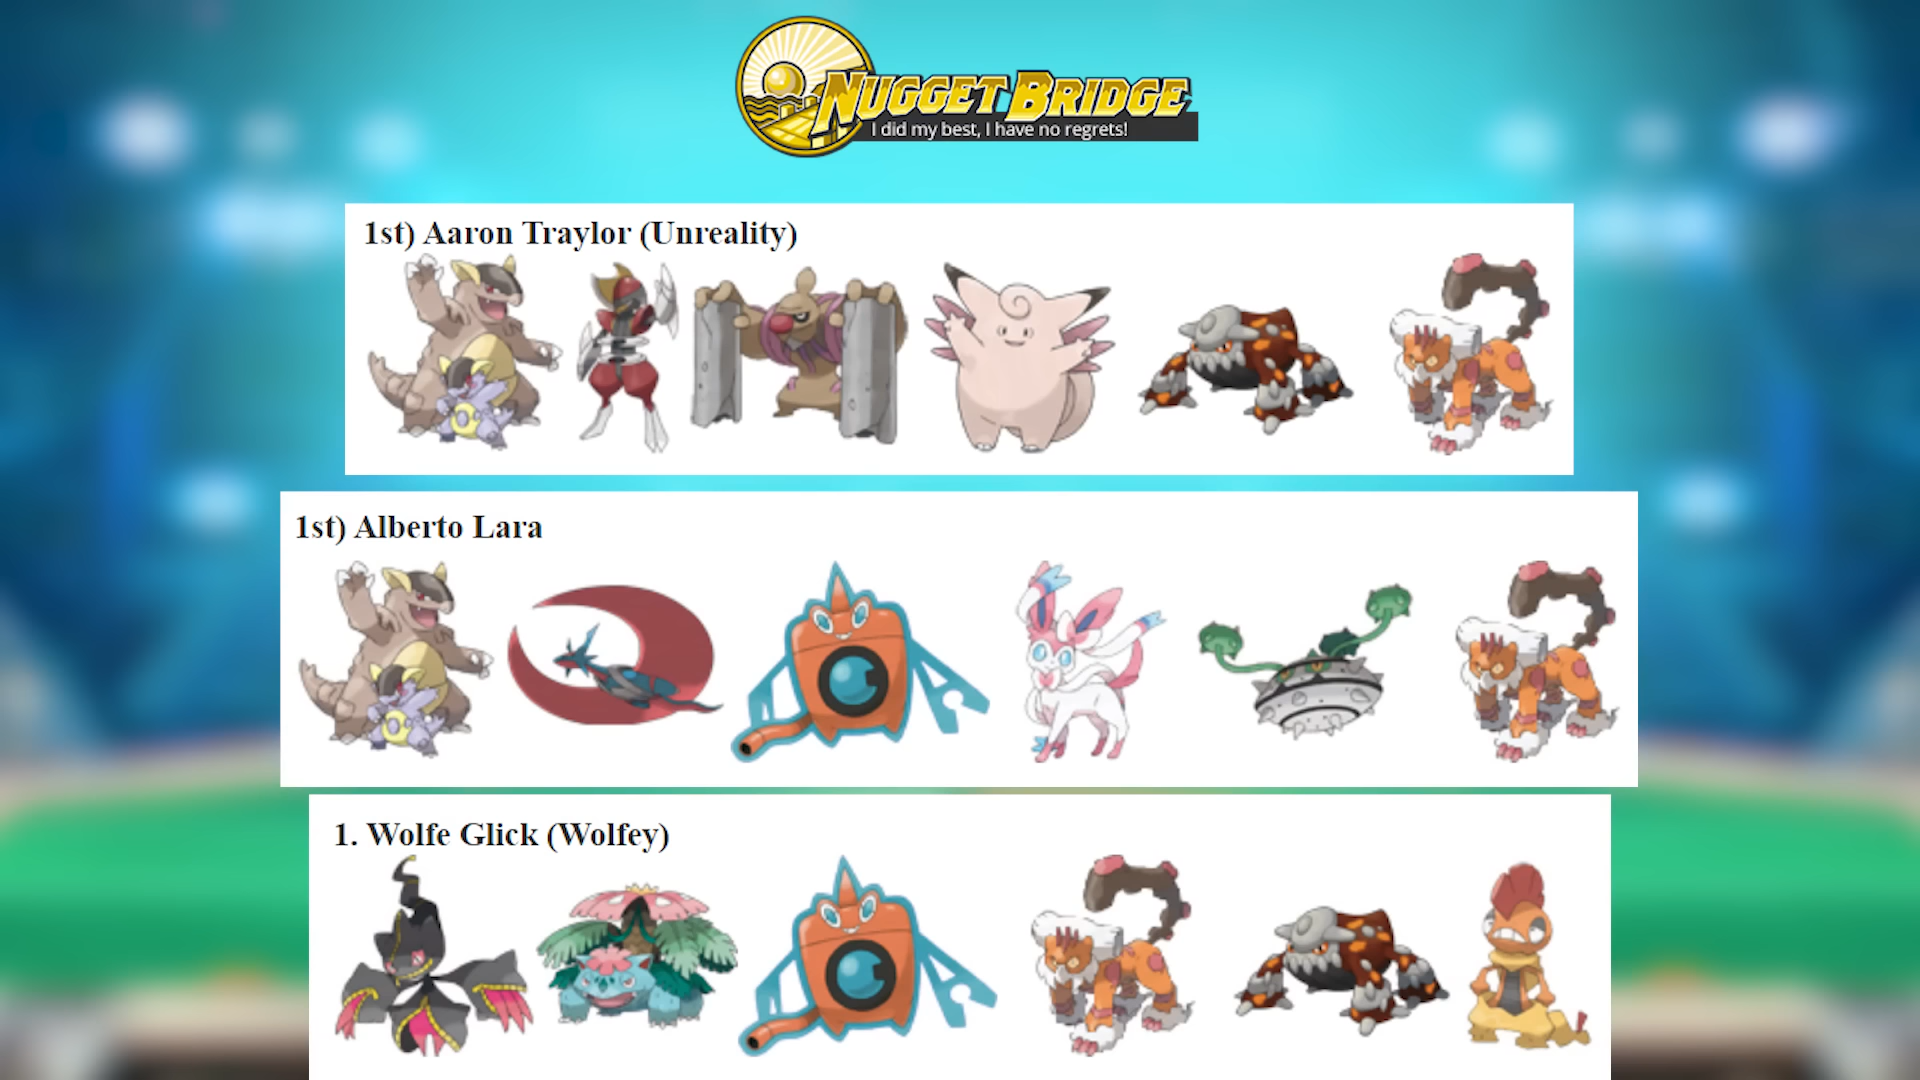 NUGGET BRIDGE
I did my best, I have no regrets!
1st) Aaron Traylor (Unreality)
1st) Alberto Lara
1. Wolfe Glick (Wolfey)